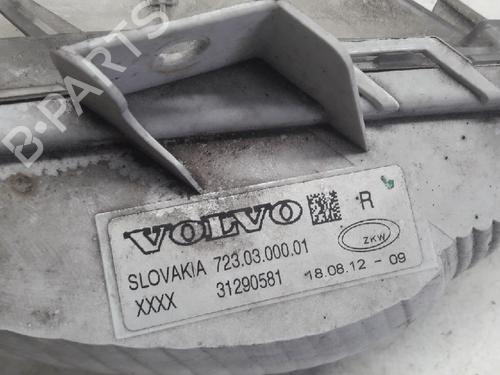 B-PARTS
VOLVO R
SLOVAKIA 723.03.000.01 ZKW
XXXX 31290581 18.08.12 - 09